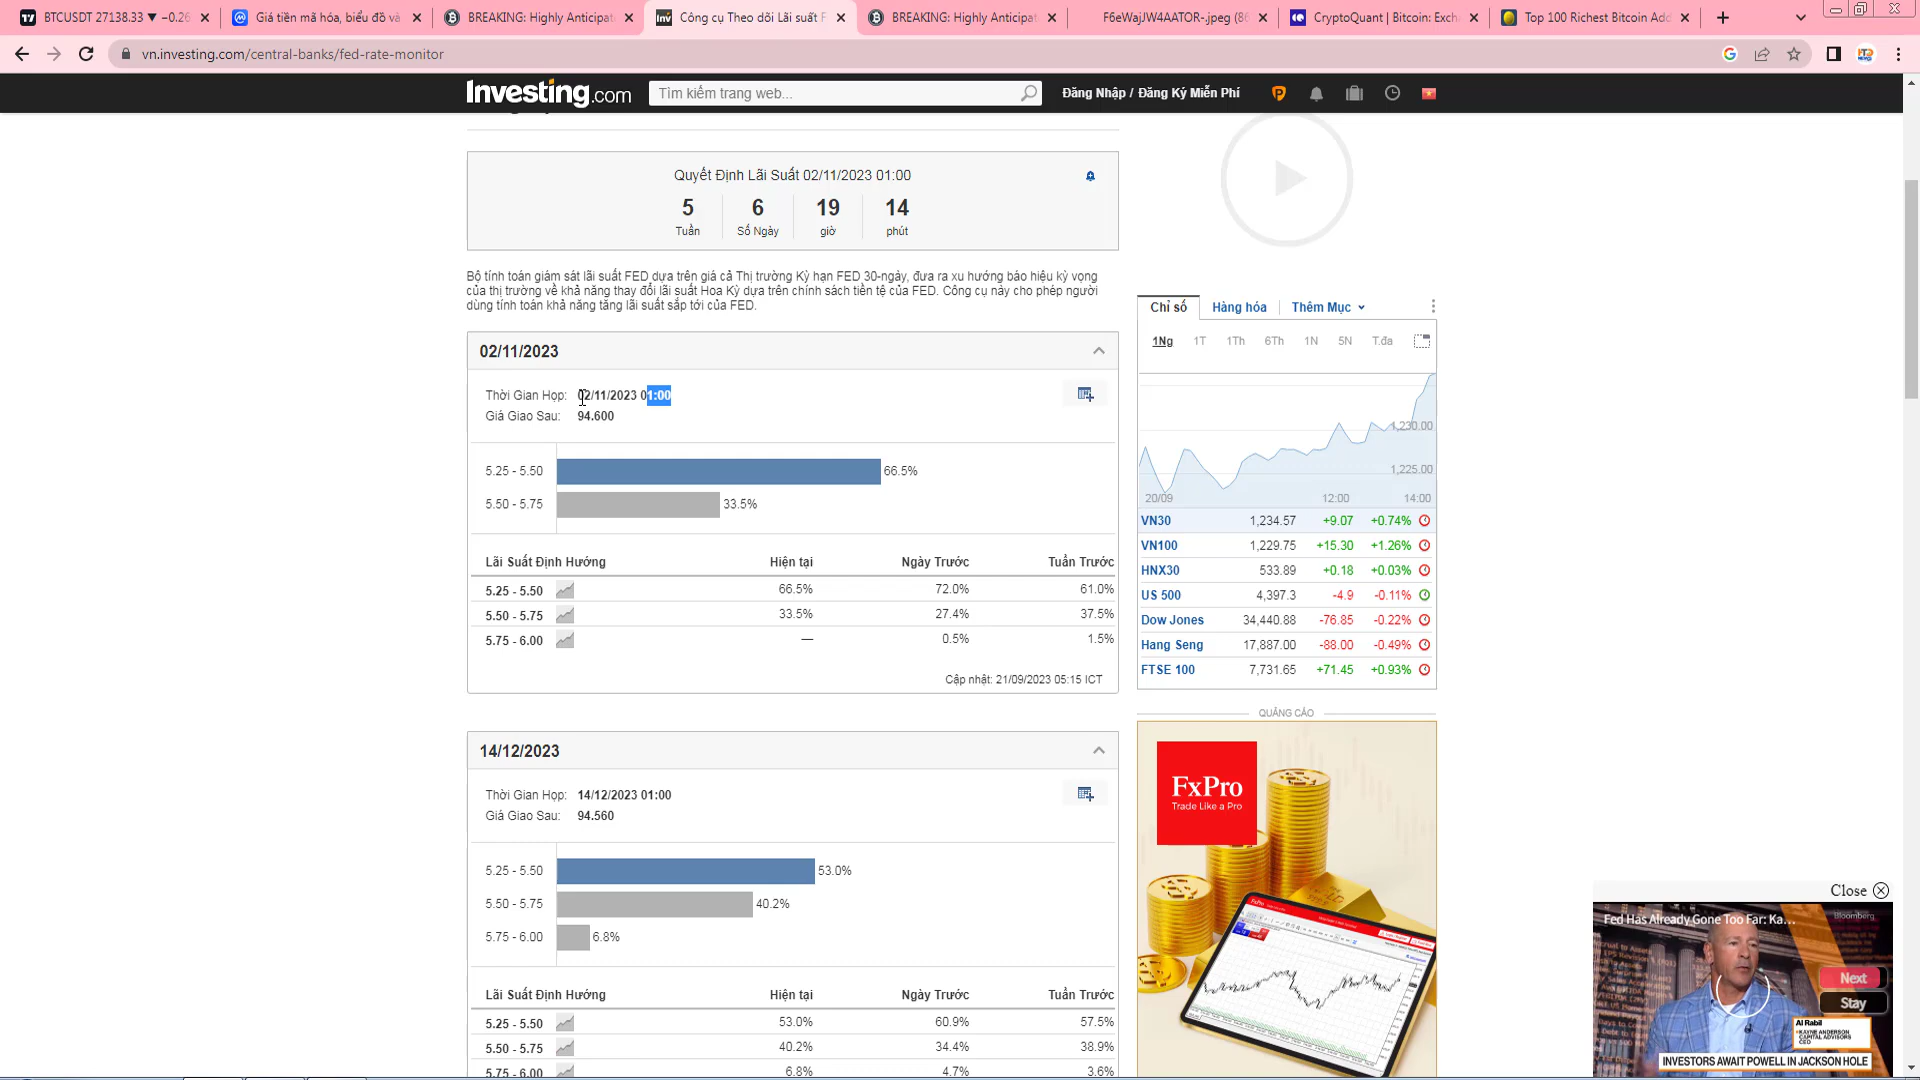 BTCUSDT 27138.33 ▼ −0.26
Giá tiền mã hóa, biểu đồ và
BREAKING: Highly Anticipat
Công cụ Theo dõi Lãi suất F
BREAKING: Highly Anticipat
F6eWajJW4AATOR-.jpeg (86
CryptoQuant | Bitcoin: Exch
Top 100 Richest Bitcoin Add
vn.investing.com/central-banks/fed-rate-monitor
Investing.com
Tìm kiếm trang web...
Đăng Nhập / Đăng Ký Miễn Phí
Quyết Định Lãi Suất 02/11/2023 01:00
5 6 19 14
Tuần Số Ngày giờ phút
Bộ tính toán giám sát lãi suất FED dựa trên giá cả Thị trường Kỳ hạn FED 30-ngày, đưa ra xu hướng báo hiệu kỳ vọng
của thị trường về khả năng thay đổi lãi suất Hoa Kỳ dựa trên chính sách tiền tệ của FED. Công cụ này cho phép người
dùng tính toán khả năng tăng lãi suất sắp tới của FED.
02/11/2023
Thời Gian Họp: 02/11/2023 01:00
Giá Giao Sau: 94.600
5.25 - 5.50 66.5%
5.50 - 5.75 33.5%
Lãi Suất Định Hướng Hiện tại Ngày Trước Tuần Trước
5.25 - 5.50 66.5% 72.0% 61.0%
5.50 - 5.75 33.5% 27.4% 37.5%
5.75 - 6.00 — 0.5% 1.5%
Cập nhật: 21/09/2023 05:15 ICT
14/12/2023
Thời Gian Họp: 14/12/2023 01:00
Giá Giao Sau: 94.560
5.25 - 5.50 53.0%
5.50 - 5.75 40.2%
5.75 - 6.00 6.8%
Lãi Suất Định Hướng Hiện tại Ngày Trước Tuần Trước
5.25 - 5.50 53.0% 60.9% 57.5%
5.50 - 5.75 40.2% 34.4% 38.9%
5.75 - 6.00 6.8% 4.7% 3.6%
Chỉ số Hàng hóa Thêm Mục
1Ng 1T 1Th 6Th 1N 5N T.đa
1,230.00
1,225.00
20/09 12:00 14:00
VN30 1,234.57 +9.07 +0.74%
VN100 1,229.75 +15.30 +1.26%
HNX30 533.89 +0.18 +0.03%
US 500 4,397.3 -4.9 -0.11%
Dow Jones 34,440.88 -76.85 -0.22%
Hang Seng 17,887.00 -88.00 -0.49%
FTSE 100 7,731.65 +71.45 +0.93%
QUẢNG CÁO
FxPro
Trade Like a Pro
Close
Fed Has Already Gone Too Far: Ka...
Bloomberg
Next
Stay
Al Rabil
KAYNE ANDERSON
CAPITAL ADVISORS
CEO
INVESTORS AWAIT POWELL IN JACKSON HOLE